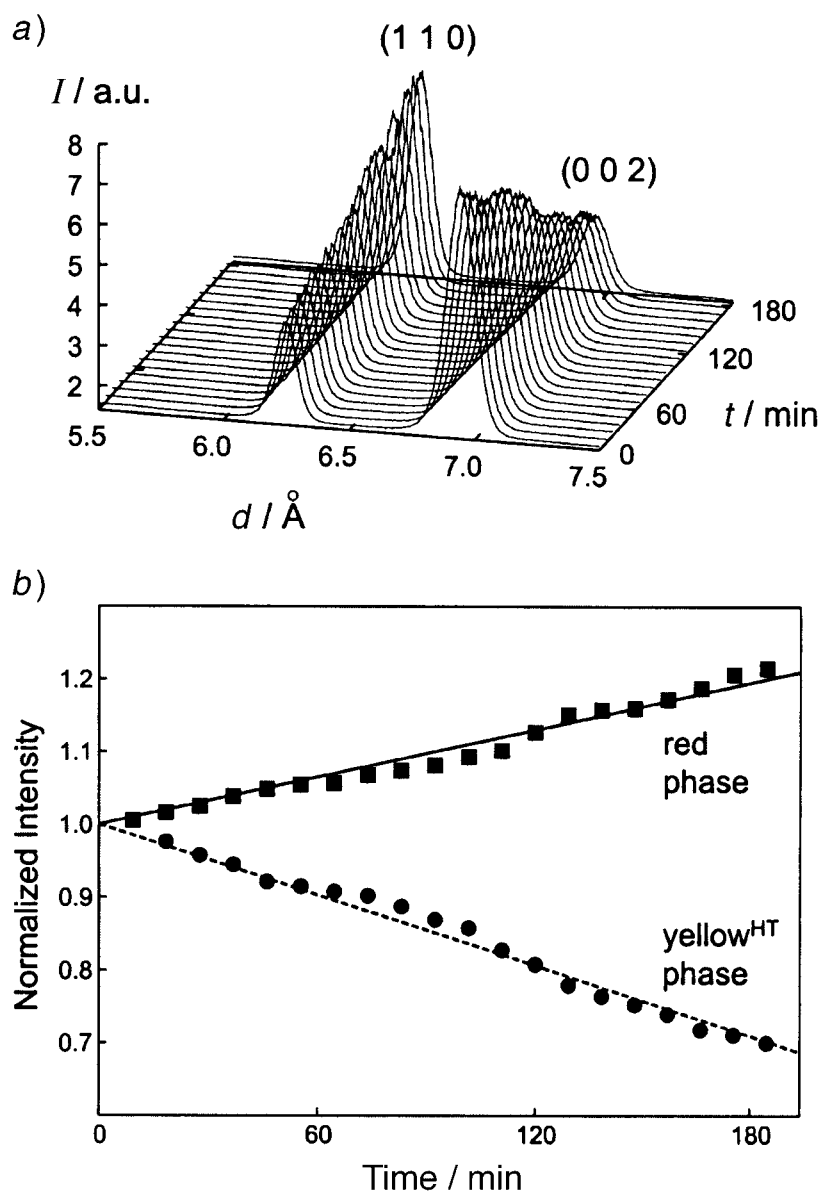 a)
(1 1 0)
I / a.u.
(0 0 2)
8
7
6
5
4
3
2
5.5
6.0
6.5
7.0
7.5
0
60
120
180
t / min
d / Å
b)
1.2
1.1
1.0
0.9
0.8
0.7
Normalized Intensity
red
phase
yellowᴴᵀ
phase
0
60
120
180
Time / min